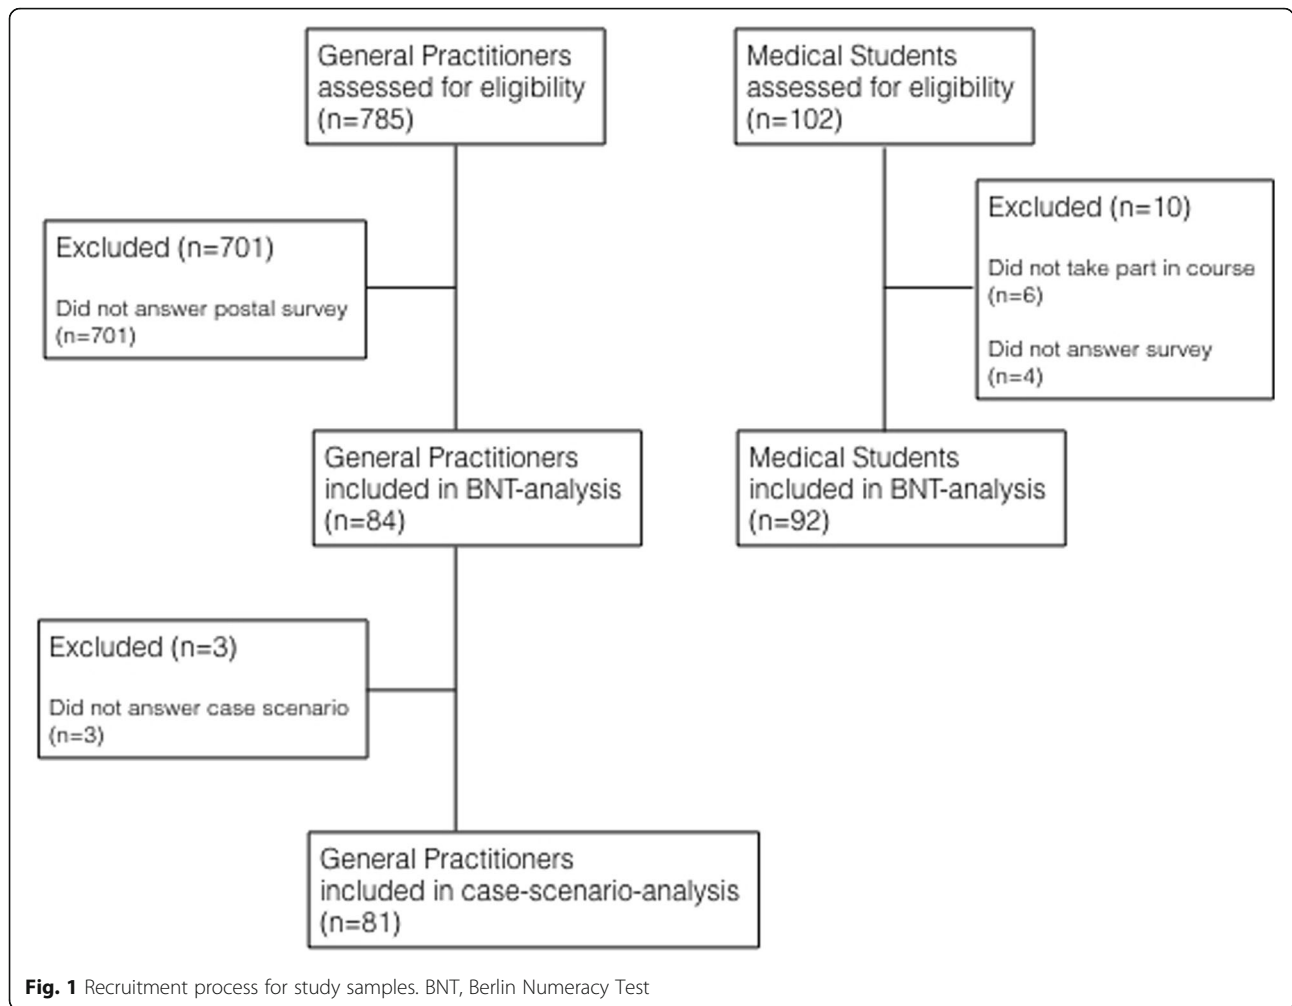 General Practitioners
assessed for eligibility
(n=785)
Medical Students
assessed for eligibility
(n=102)
Excluded (n=701)
Did not answer postal survey
(n=701)
Excluded (n=10)
Did not take part in course
(n=6)
Did not answer survey
(n=4)
General Practitioners
included in BNT-analysis
(n=84)
Medical Students
included in BNT-analysis
(n=92)
Excluded (n=3)
Did not answer case scenario
(n=3)
General Practitioners
included in case-scenario-analysis
(n=81)
Fig. 1 Recruitment process for study samples. BNT, Berlin Numeracy Test